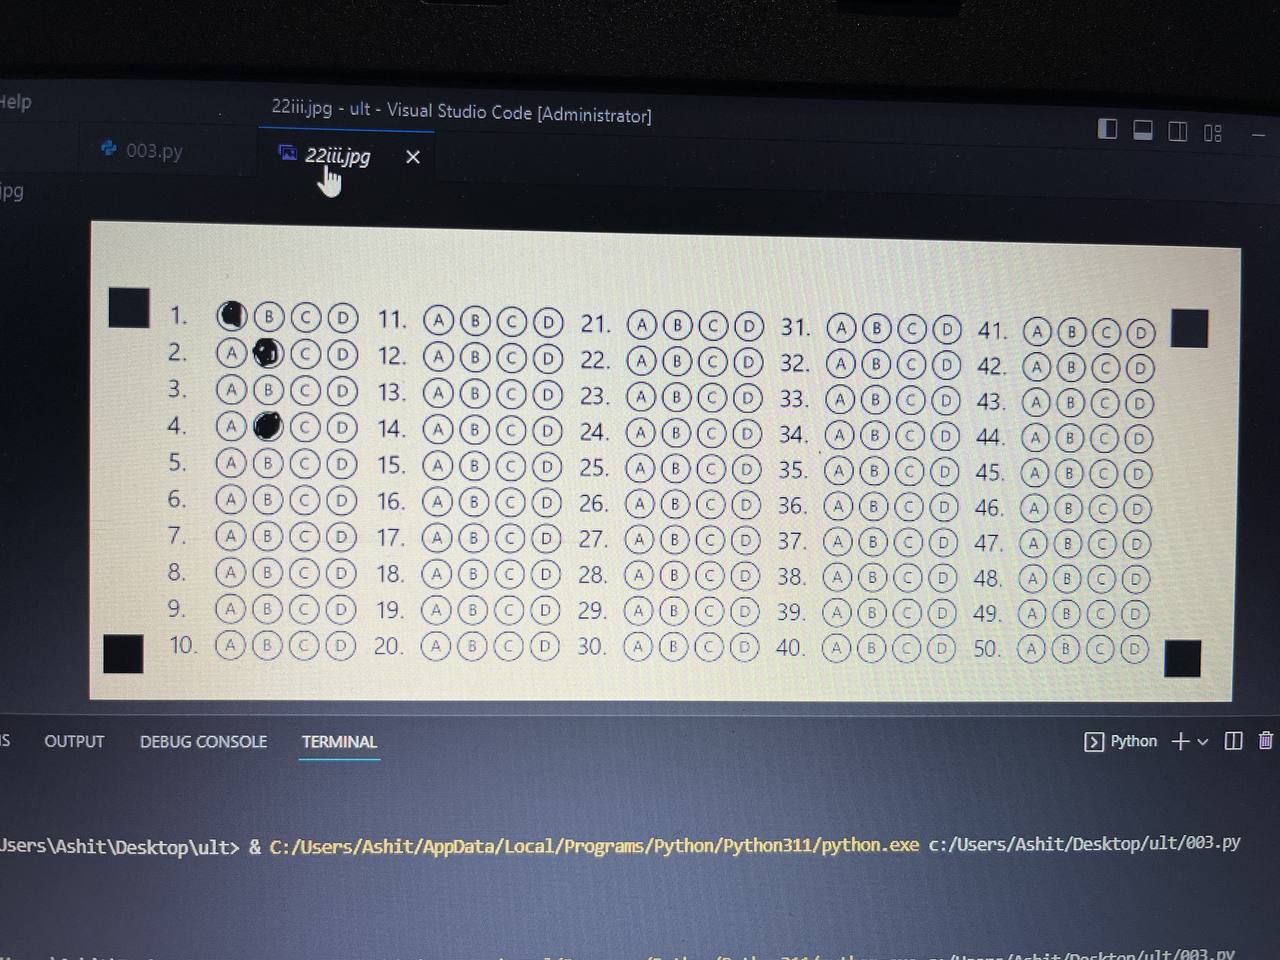 Help
22iii.jpg - ult - Visual Studio Code [Administrator]
003.py
22iii.jpg
jpg
1. B C D 11. A B C D 21. A B C D 31. A B C D 41. A B C D
2. A C D 12. A B C D 22. A B C D 32. A B C D 42. A B C D
3. A B C D 13. A B C D 23. A B C D 33. A B C D 43. A B C D
4. A C D 14. A B C D 24. A B C D 34. A B C D 44. A B C D
5. A B C D 15. A B C D 25. A B C D 35. A B C D 45. A B C D
6. A B C D 16. A B C D 26. A B C D 36. A B C D 46. A B C D
7. A B C D 17. A B C D 27. A B C D 37. A B C D 47. A B C D
8. A B C D 18. A B C D 28. A B C D 38. A B C D 48. A B C D
9. A B C D 19. A B C D 29. A B C D 39. A B C D 49. A B C D
10. A B C D 20. A B C D 30. A B C D 40. A B C D 50. A B C D
OUTPUT DEBUG CONSOLE TERMINAL Python
Users\Ashit\Desktop\ult> & C:/Users/Ashit/AppData/Local/Programs/Python/Python311/python.exe c:/Users/Ashit/Desktop/ult/003.py